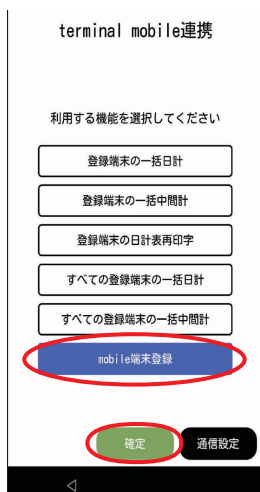 terminal mobile連携
利用する機能を選択してください
登録端末の一括日計
登録端末の一括中間計
登録端末の日計表再印字
すべての登録端末の一括日計
すべての登録端末の一括中間計
mobile端末登録
確定
通信設定